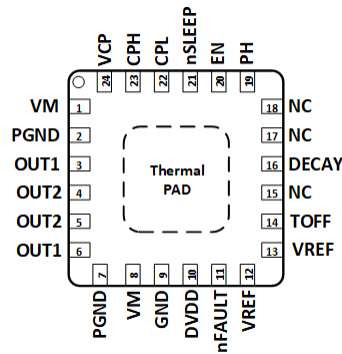 VCP CPH CPL nSLEEP EN PH
24 23 22 21 20 19
VM 1 18 NC
PGND 2 17 NC
OUT1 3 16 DECAY
OUT2 4 15 NC
OUT2 5 14 TOFF
OUT1 6 13 VREF
Thermal
PAD
7 8 9 10 11 12
PGND VM GND DVDD nFAULT VREF